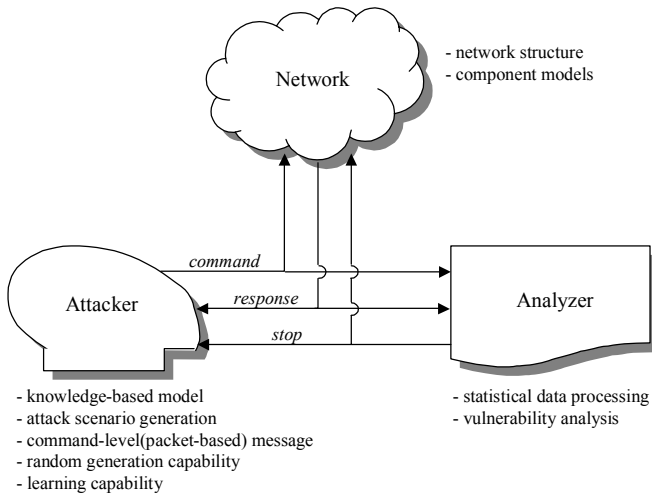 Network
- network structure
- component models
command
Attacker
response
Analyzer
stop
- knowledge-based model
- attack scenario generation
- command-level(packet-based) message
- random generation capability
- learning capability
- statistical data processing
- vulnerability analysis